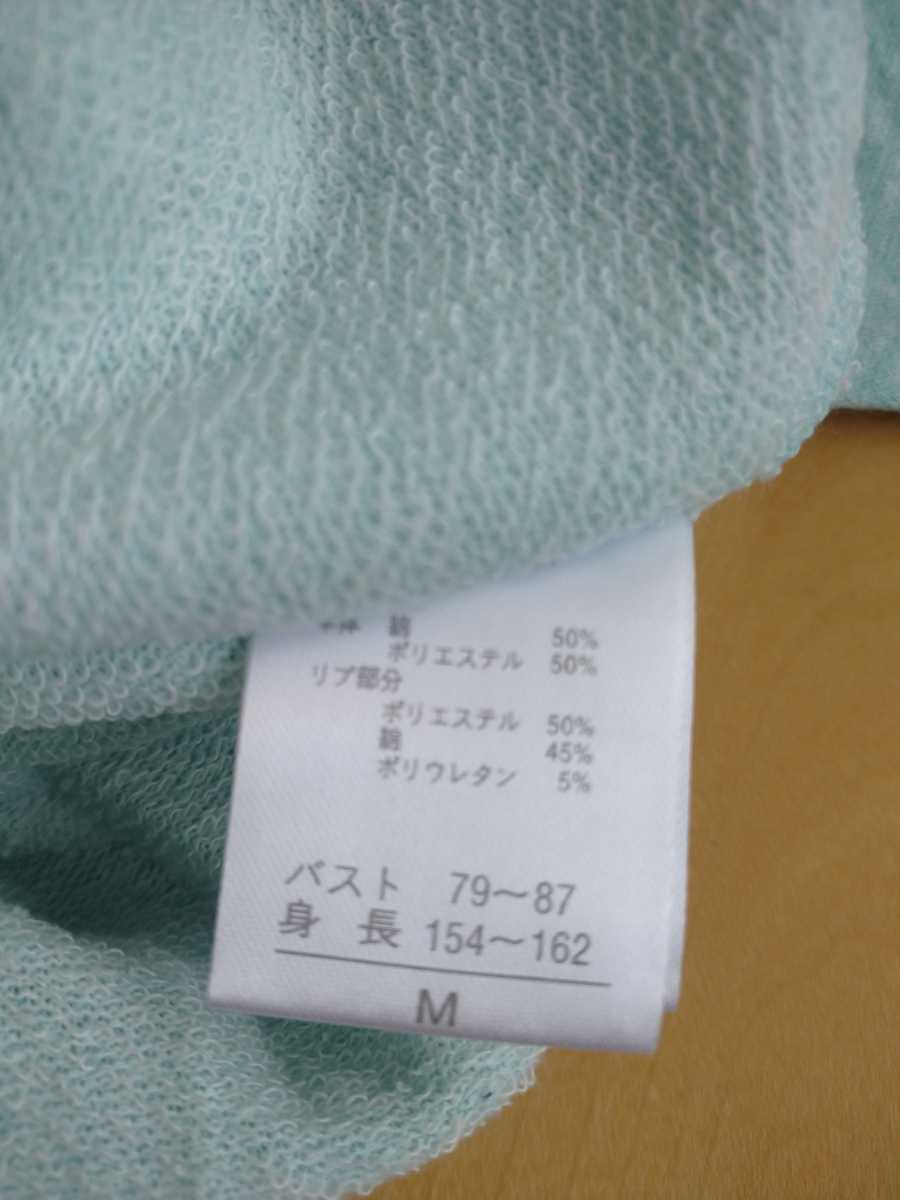 本体 綿 50%
ポリエステル 50%
リブ部分
ポリエステル 50%
綿 45%
ポリウレタン 5%
バスト 79〜87
身長 154〜162
M